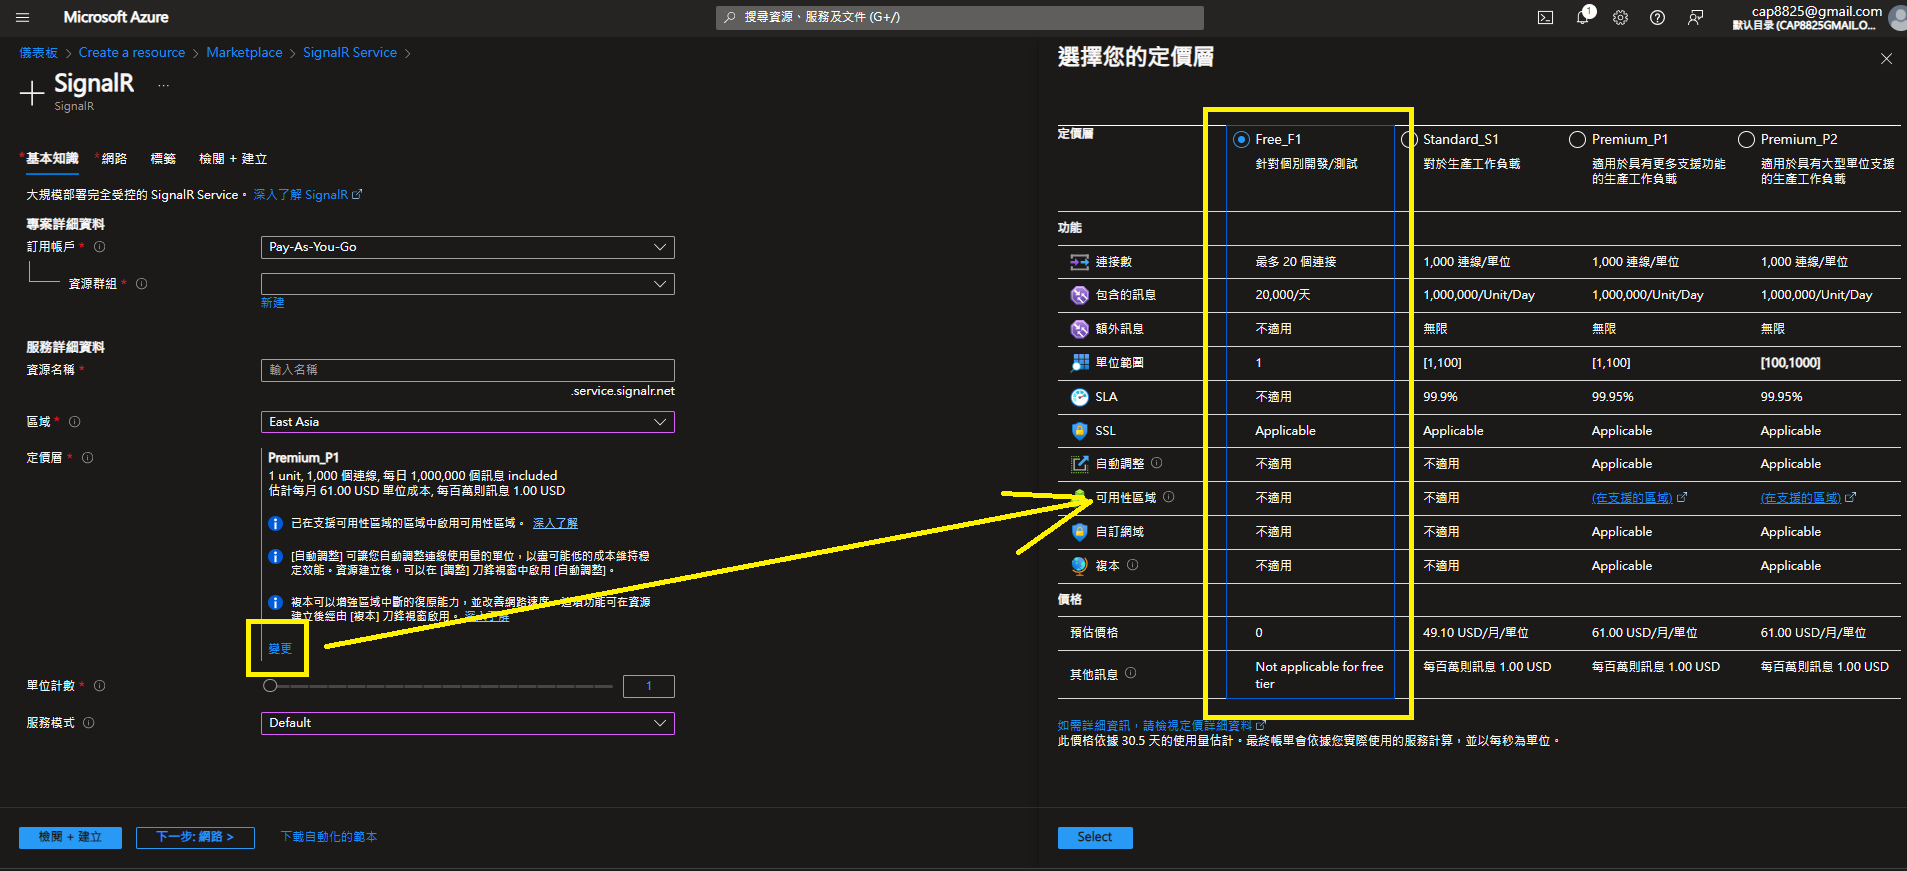 Microsoft Azure
搜尋資源、服務及文件 (G+/)
1
cap8825@gmail.com
默认目录 (CAP8825GMAILO...
儀表板 > Create a resource > Marketplace > SignalR Service >
SignalR
...
SignalR
*基本知識 *網路 標籤 檢閱 + 建立
大規模部署完全受控的 SignalR Service。 深入了解 SignalR
專案詳細資料
訂用帳戶 *
Pay-As-You-Go
資源群組 *
新建
服務詳細資料
資源名稱 *
輸入名稱
.service.signalr.net
區域 *
East Asia
定價層 *
Premium_P1
1 unit, 1,000 個連線, 每日 1,000,000 個訊息 included
估計每月 61.00 USD 單位成本, 每百萬則訊息 1.00 USD
已在支援可用性區域的區域中啟用可用性區域。 深入了解
[自動調整] 可讓您自動調整連線使用量的單位，以盡可能低的成本維持穩
定效能。資源建立後，可以在 [調整] 刀鋒視窗中啟用 [自動調整]。
複本可以增強區域中斷的復原能力，並改善網路速度。這項功能可在資源
建立後經由 [複本] 刀鋒視窗啟用。 深入了解
變更
單位計數 *
1
服務模式
Default
檢閱 + 建立
下一步: 網路 >
下載自動化的範本
選擇您的定價層
定價層
Free_F1 Standard_S1 Premium_P1 Premium_P2
針對個別開發/測試 對於生產工作負載 適用於具有更多支援功能 適用於具有大型單位支援
的生產工作負載 的生產工作負載
功能
連接數 最多 20 個連接 1,000 連線/單位 1,000 連線/單位 1,000 連線/單位
包含的訊息 20,000/天 1,000,000/Unit/Day 1,000,000/Unit/Day 1,000,000/Unit/Day
額外訊息 不適用 無限 無限 無限
單位範圍 1 [1,100] [1,100] [100,1000]
SLA 不適用 99.9% 99.95% 99.95%
SSL Applicable Applicable Applicable Applicable
自動調整 不適用 不適用 Applicable Applicable
可用性區域 不適用 不適用 (在支援的區域) (在支援的區域)
自訂網域 不適用 不適用 Applicable Applicable
複本 不適用 不適用 Applicable Applicable
價格
預估價格 0 49.10 USD/月/單位 61.00 USD/月/單位 61.00 USD/月/單位
其他訊息 Not applicable for free 每百萬則訊息 1.00 USD 每百萬則訊息 1.00 USD 每百萬則訊息 1.00 USD
tier
如需詳細資訊，請檢視定價詳細資料
此價格依據 30.5 天的使用量估計。最終帳單會依據您實際使用的服務計算，並以每秒為單位。
Select